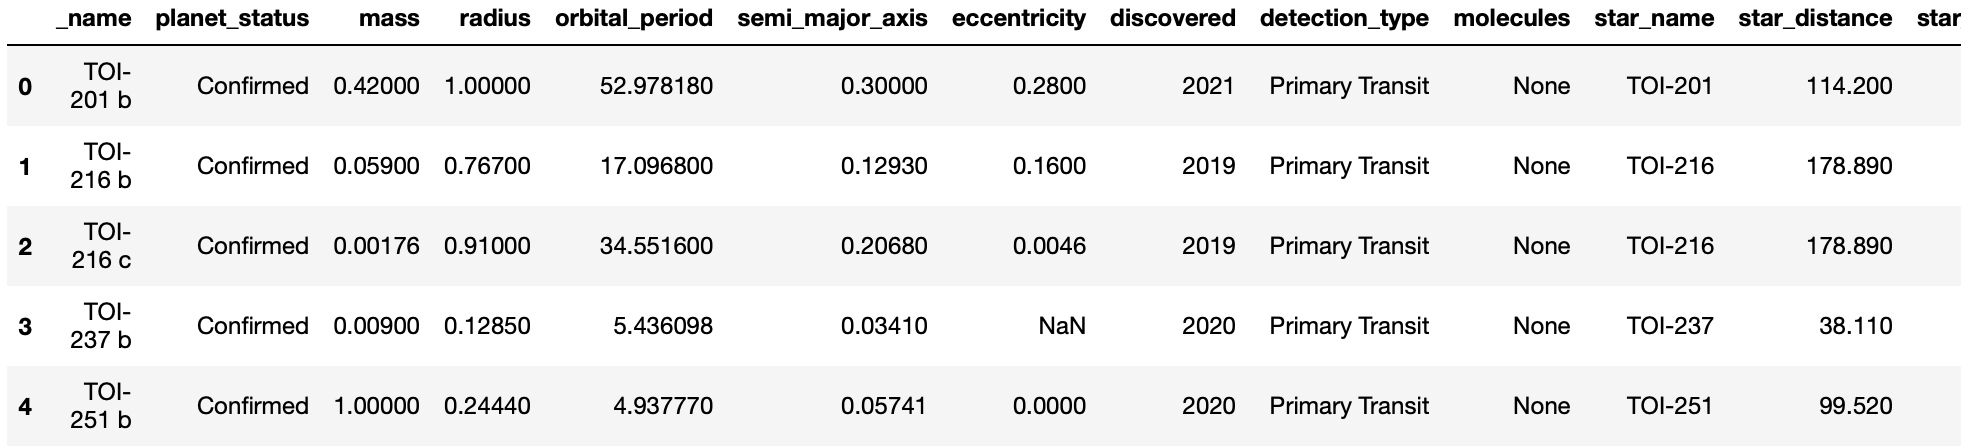 _name planet_status mass radius orbital_period semi_major_axis eccentricity discovered detection_type molecules star_name star_distance star
0 TOI-
201 b Confirmed 0.42000 1.00000 52.978180 0.30000 0.2800 2021 Primary Transit None TOI-201 114.200
1 TOI-
216 b Confirmed 0.05900 0.76700 17.096800 0.12930 0.1600 2019 Primary Transit None TOI-216 178.890
2 TOI-
216 c Confirmed 0.00176 0.91000 34.551600 0.20680 0.0046 2019 Primary Transit None TOI-216 178.890
3 TOI-
237 b Confirmed 0.00900 0.12850 5.436098 0.03410 NaN 2020 Primary Transit None TOI-237 38.110
4 TOI-
251 b Confirmed 1.00000 0.24440 4.937770 0.05741 0.0000 2020 Primary Transit None TOI-251 99.520